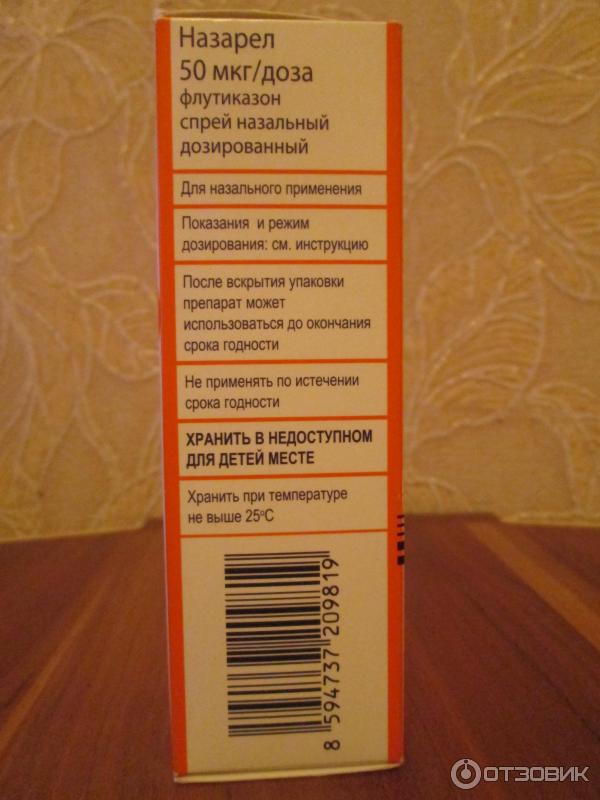 Назарел
50 мкг/доза
флутиказон
спрей назальный
дозированный
Для назального применения
Показания и режим
дозирования: см. инструкцию
После вскрытия упаковки
препарат может
использоваться до окончания
срока годности
Не применять по истечении
срока годности
ХРАНИТЬ В НЕДОСТУПНОМ
ДЛЯ ДЕТЕЙ МЕСТЕ
Хранить при температуре
не выше 25°C
8 594737 209819
ОТЗОВИК